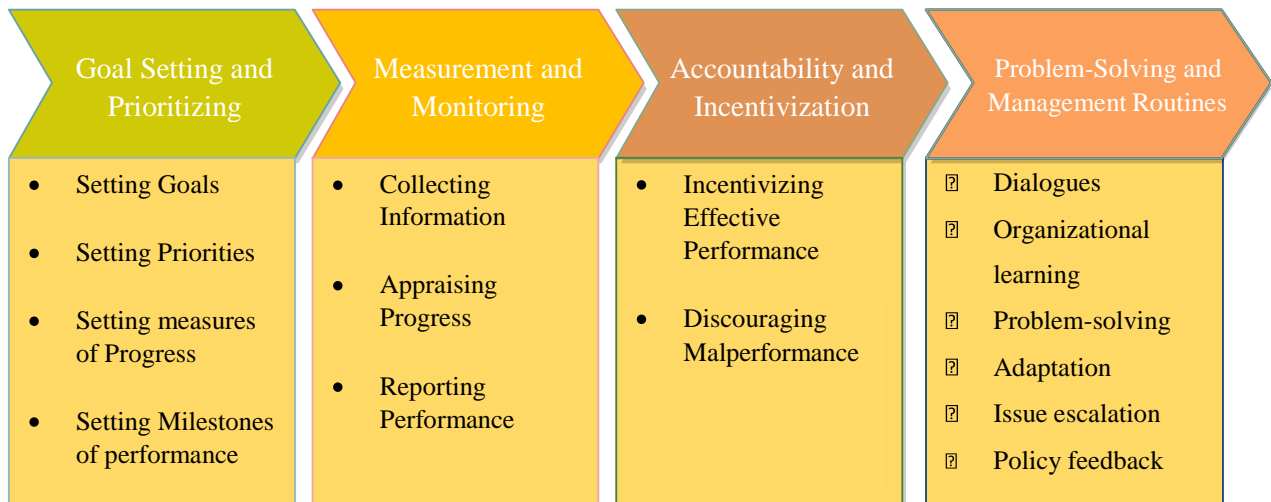 Goal Setting and
Prioritizing
• Setting Goals
• Setting Priorities
• Setting measures
of Progress
• Setting Milestones
of performance
Measurement and
Monitoring
• Collecting
Information
• Appraising
Progress
• Reporting
Performance
Accountability and
Incentivization
• Incentivizing
Effective
Performance
• Discouraging
Malperformance
Problem-Solving and
Management Routines
⍰ Dialogues
⍰ Organizational
learning
⍰ Problem-solving
⍰ Adaptation
⍰ Issue escalation
⍰ Policy feedback